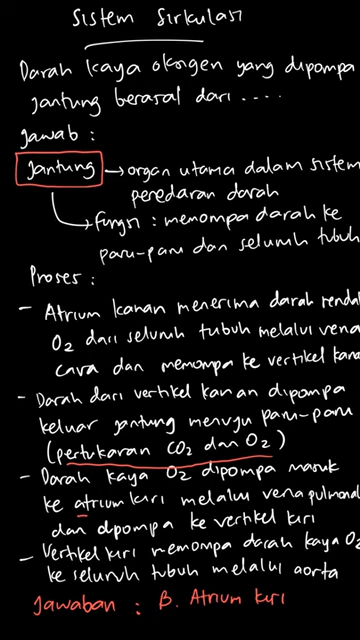 Sistem Sirkulasi
Darah kaya oksigen yang dipompa
jantung berasal dari ....
Jawab :
Jantung → organ utama dalam sistem
peredaran darah
→ Fungsi : memompa darah ke
paru-paru dan seluruh tubuh
Proses :
- Atrium kanan menerima darah rendah
O2 dari seluruh tubuh melalui vena
cava dan memompa ke vertikel kana
- Darah dari vertikel kanan dipompa
keluar jantung menuju paru-paru
(pertukaran CO2 dan O2)
- Darah kaya O2 dipompa masuk
ke atrium kiri melalui vena pulmonal
dan dipompa ke vertikel kiri
- Vertikel kiri memompa darah kaya O2
ke seluruh tubuh melalui aorta
Jawaban : B. Atrium kiri